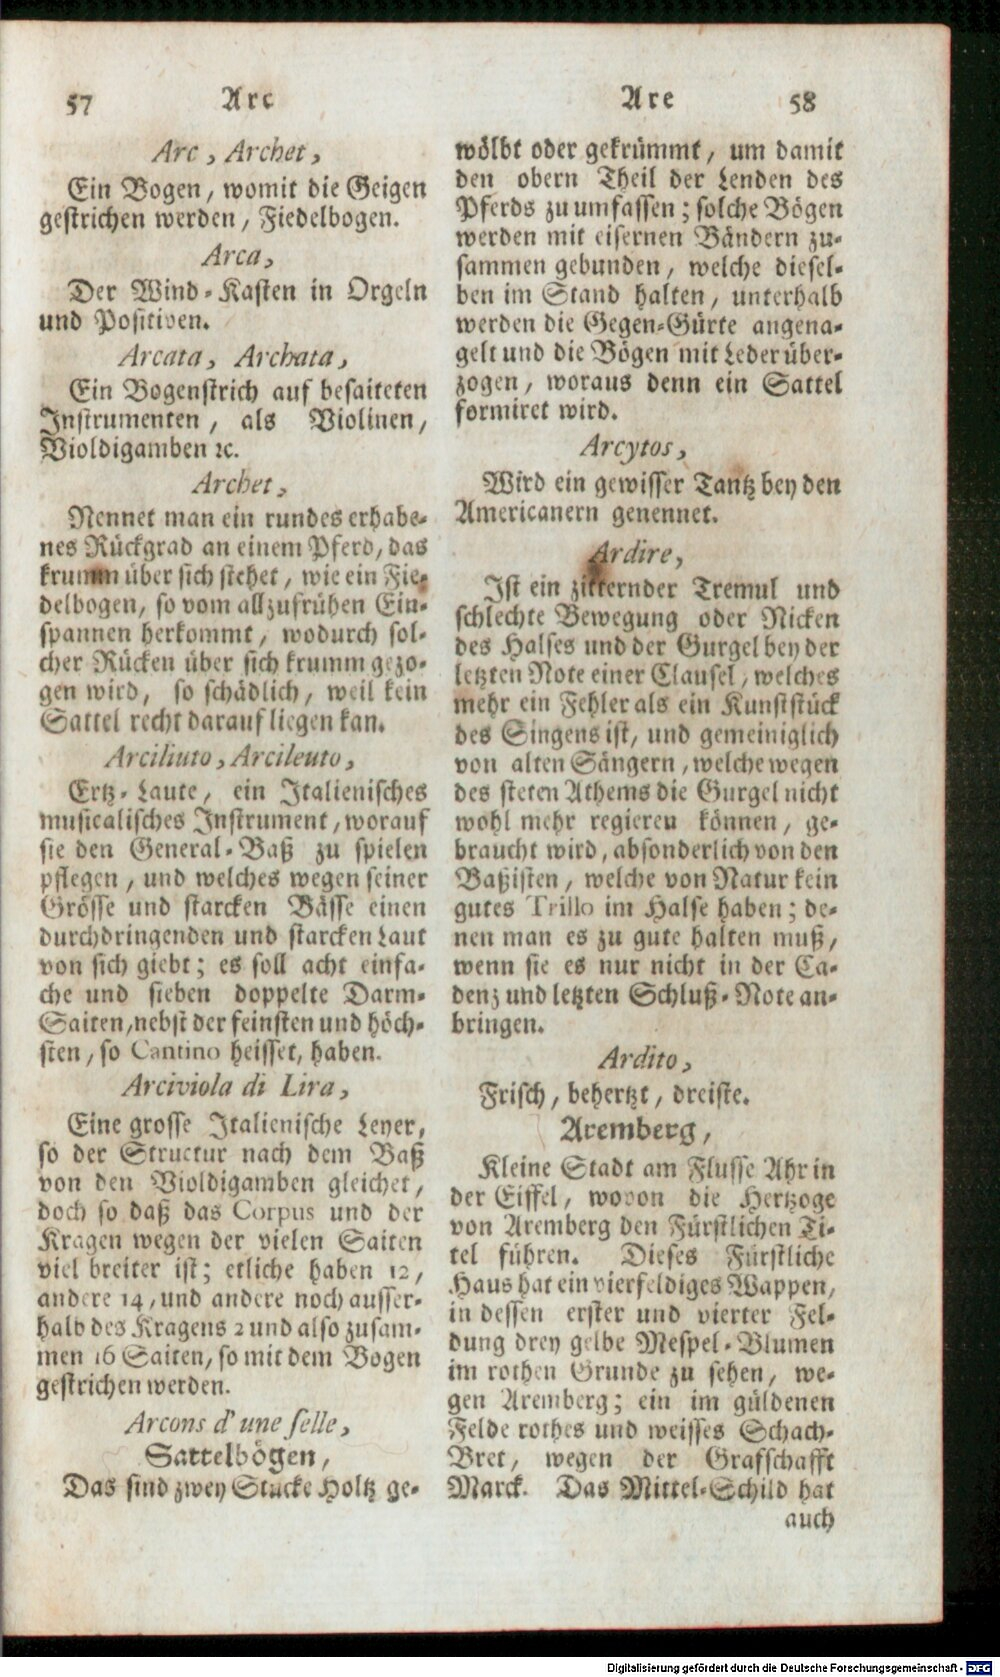 57 Arc
Arc, Archet,
Ein Bogen, womit die Geigen
gestrichen werden, Fiedelbogen.
Arca,
Der Wind-Kasten in Orgeln
und Positiven.
Arcata, Archata,
Ein Bogenstrich auf besaiteten
Instrumenten, als Violinen,
Violdigamben ꝛc.
Archet,
Nennet man ein rundes erhabe-
nes Rückgrad an einem Pferd, das
krumm über sich stehet, wie ein Fie-
delbogen, so vom allzufrühen Ein-
spannen herkommt, wodurch sol-
cher Rücken über sich krumm gezo-
gen wird, so schädlich, weil kein
Sattel recht darauf liegen kan.
Arciliuto, Arcileuto,
Ertz-Laute, ein Italienisches
musicalisches Instrument, worauf
sie den General-Baß zu spielen
pflegen, und welches wegen seiner
Grösse und starcken Bässe einen
durchdringenden und starcken Laut
von sich giebt; es soll acht einfa-
che und sieben doppelte Darm-
Saiten, nebst der feinsten und höch-
sten, so Cantino heisset, haben.
Arciviola di Lira,
Eine grosse Italienische Leyer,
so der Structur nach dem Baß
von den Violdigamben gleichet,
doch so daß das Corpus und der
Kragen wegen der vielen Saiten
viel breiter ist; etliche haben 12,
andere 14, und andere noch ausser-
halb des Kragens 2 und also zusam-
men 16 Saiten, so mit dem Bogen
gestrichen werden.
Arcons d'une selle,
Sattelbögen,
Das sind zwey Stücke Holtz ge-
Are 58
wölbt oder gekrümmt, um damit
den obern Theil der Lenden des
Pferds zu umfassen; solche Bögen
werden mit eisernen Bändern zu-
sammen gebunden, welche diesel-
ben im Stand halten, unterhalb
werden die Gegen-Gürte angena-
gelt und die Bögen mit Leder über-
zogen, woraus denn ein Sattel
formiret wird.
Arcytos,
Wird ein gewisser Tantz bey den
Americanern genennet.
Ardire,
Ist ein zitternder Tremul und
schlechte Bewegung oder Nicken
des Halses und der Gurgel bey der
letzten Note einer Clausel, welches
mehr ein Fehler als ein Kunststück
des Singens ist, und gemeiniglich
von alten Sängern, welche wegen
des steten Athems die Gurgel nicht
wohl mehr regieren können, ge-
braucht wird, absonderlich von den
Baßisten, welche von Natur kein
gutes Trillo im Halse haben; de-
nen man es zu gute halten muß,
wenn sie es nur nicht in der Ca-
denz und letzten Schluß-Note an-
bringen.
Ardito,
Frisch, behertzt, dreiste.
Aremberg,
Kleine Stadt am Flusse Ahr in
der Eiffel, wovon die Hertzoge
von Aremberg den Fürstlichen Ti-
tel führen. Dieses Fürstliche
Haus hat ein vierfeldiges Wappen,
in dessen erster und vierter Fel-
dung drey gelbe Mespel-Blumen
im rothen Grunde zu sehen, we-
gen Aremberg; ein im güldenen
Felde rothes und weisses Schach-
Bret, wegen der Grafschafft
Marck. Das Mittel-Schild hat
auch
Digitalisierung gefördert durch die Deutsche Forschungsgemeinschaft - DFG